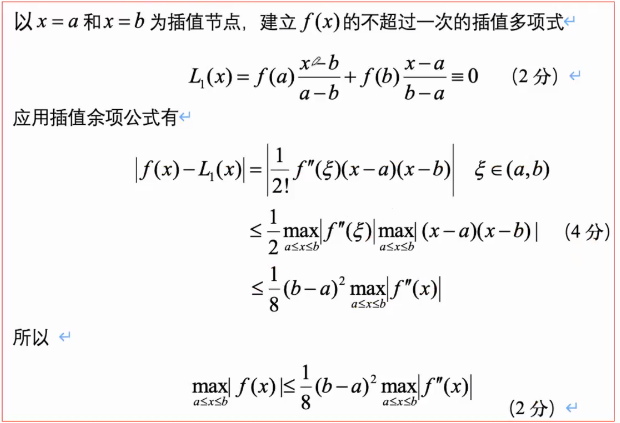 以 x = a 和 x = b 为插值节点，建立 f(x) 的不超过一次的插值多项式↵
L₁(x) = f(a) (x−b)/(a−b) + f(b) (x−a)/(b−a) ≡ 0 （2 分）↵
应用插值余项公式有↵
|f(x) − L₁(x)| = |1/2! f″(ξ)(x−a)(x−b)| ξ ∈ (a,b)
≤ 1/2 max_{a≤x≤b} |f″(ξ)| max_{a≤x≤b} |(x−a)(x−b)| （4 分）
≤ 1/8 (b−a)² max_{a≤x≤b} |f″(x)|
所以 ↵
max_{a≤x≤b} |f(x)| ≤ 1/8 (b−a)² max_{a≤x≤b} |f″(x)|
（2 分）↵